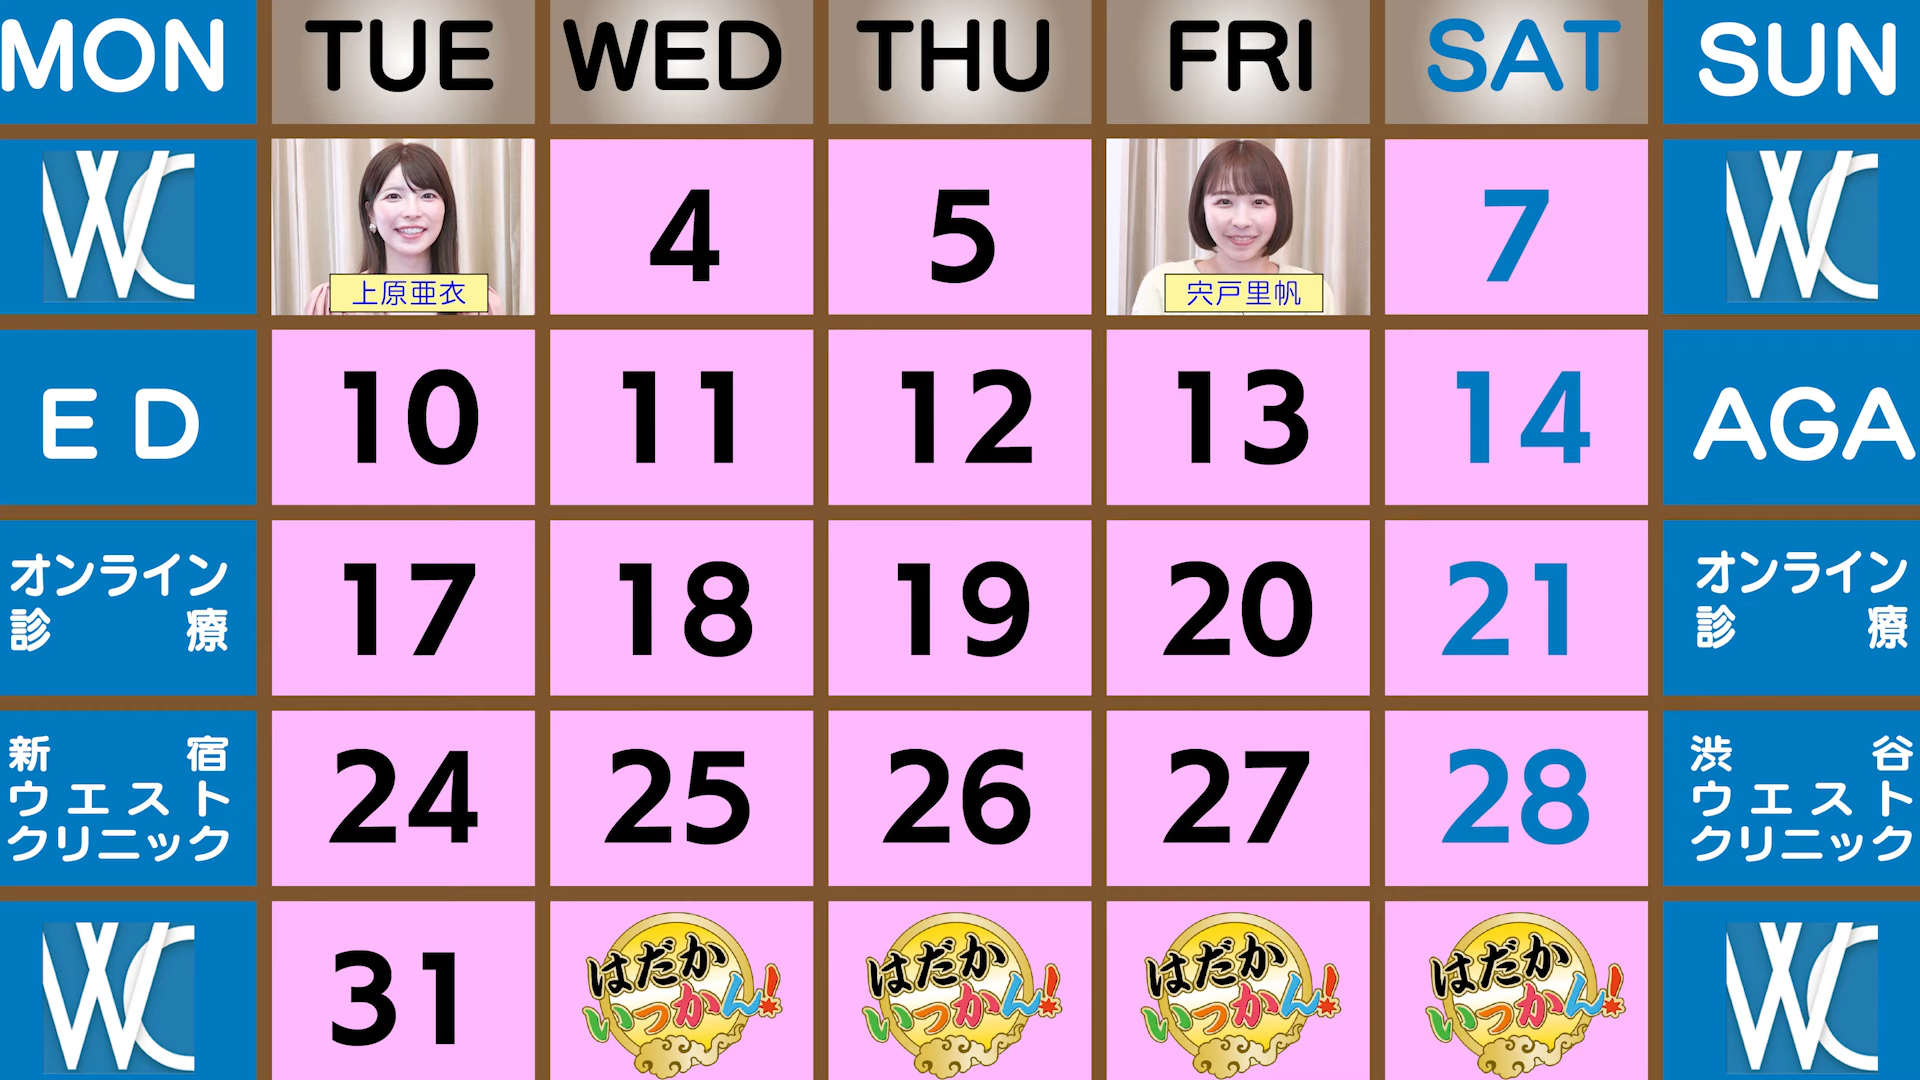 MON TUE WED THU FRI SAT SUN
WC 上原亜衣 4 5 宍戸里帆 7 WC
ED 10 11 12 13 14 AGA
オンライン
診療
17 18 19 20 21
オンライン
診療
新宿
ウエスト
クリニック
24 25 26 27 28
渋谷
ウエスト
クリニック
WC 31
はだか
いっかん!
はだか
いっかん!
はだか
いっかん!
はだか
いっかん!
WC